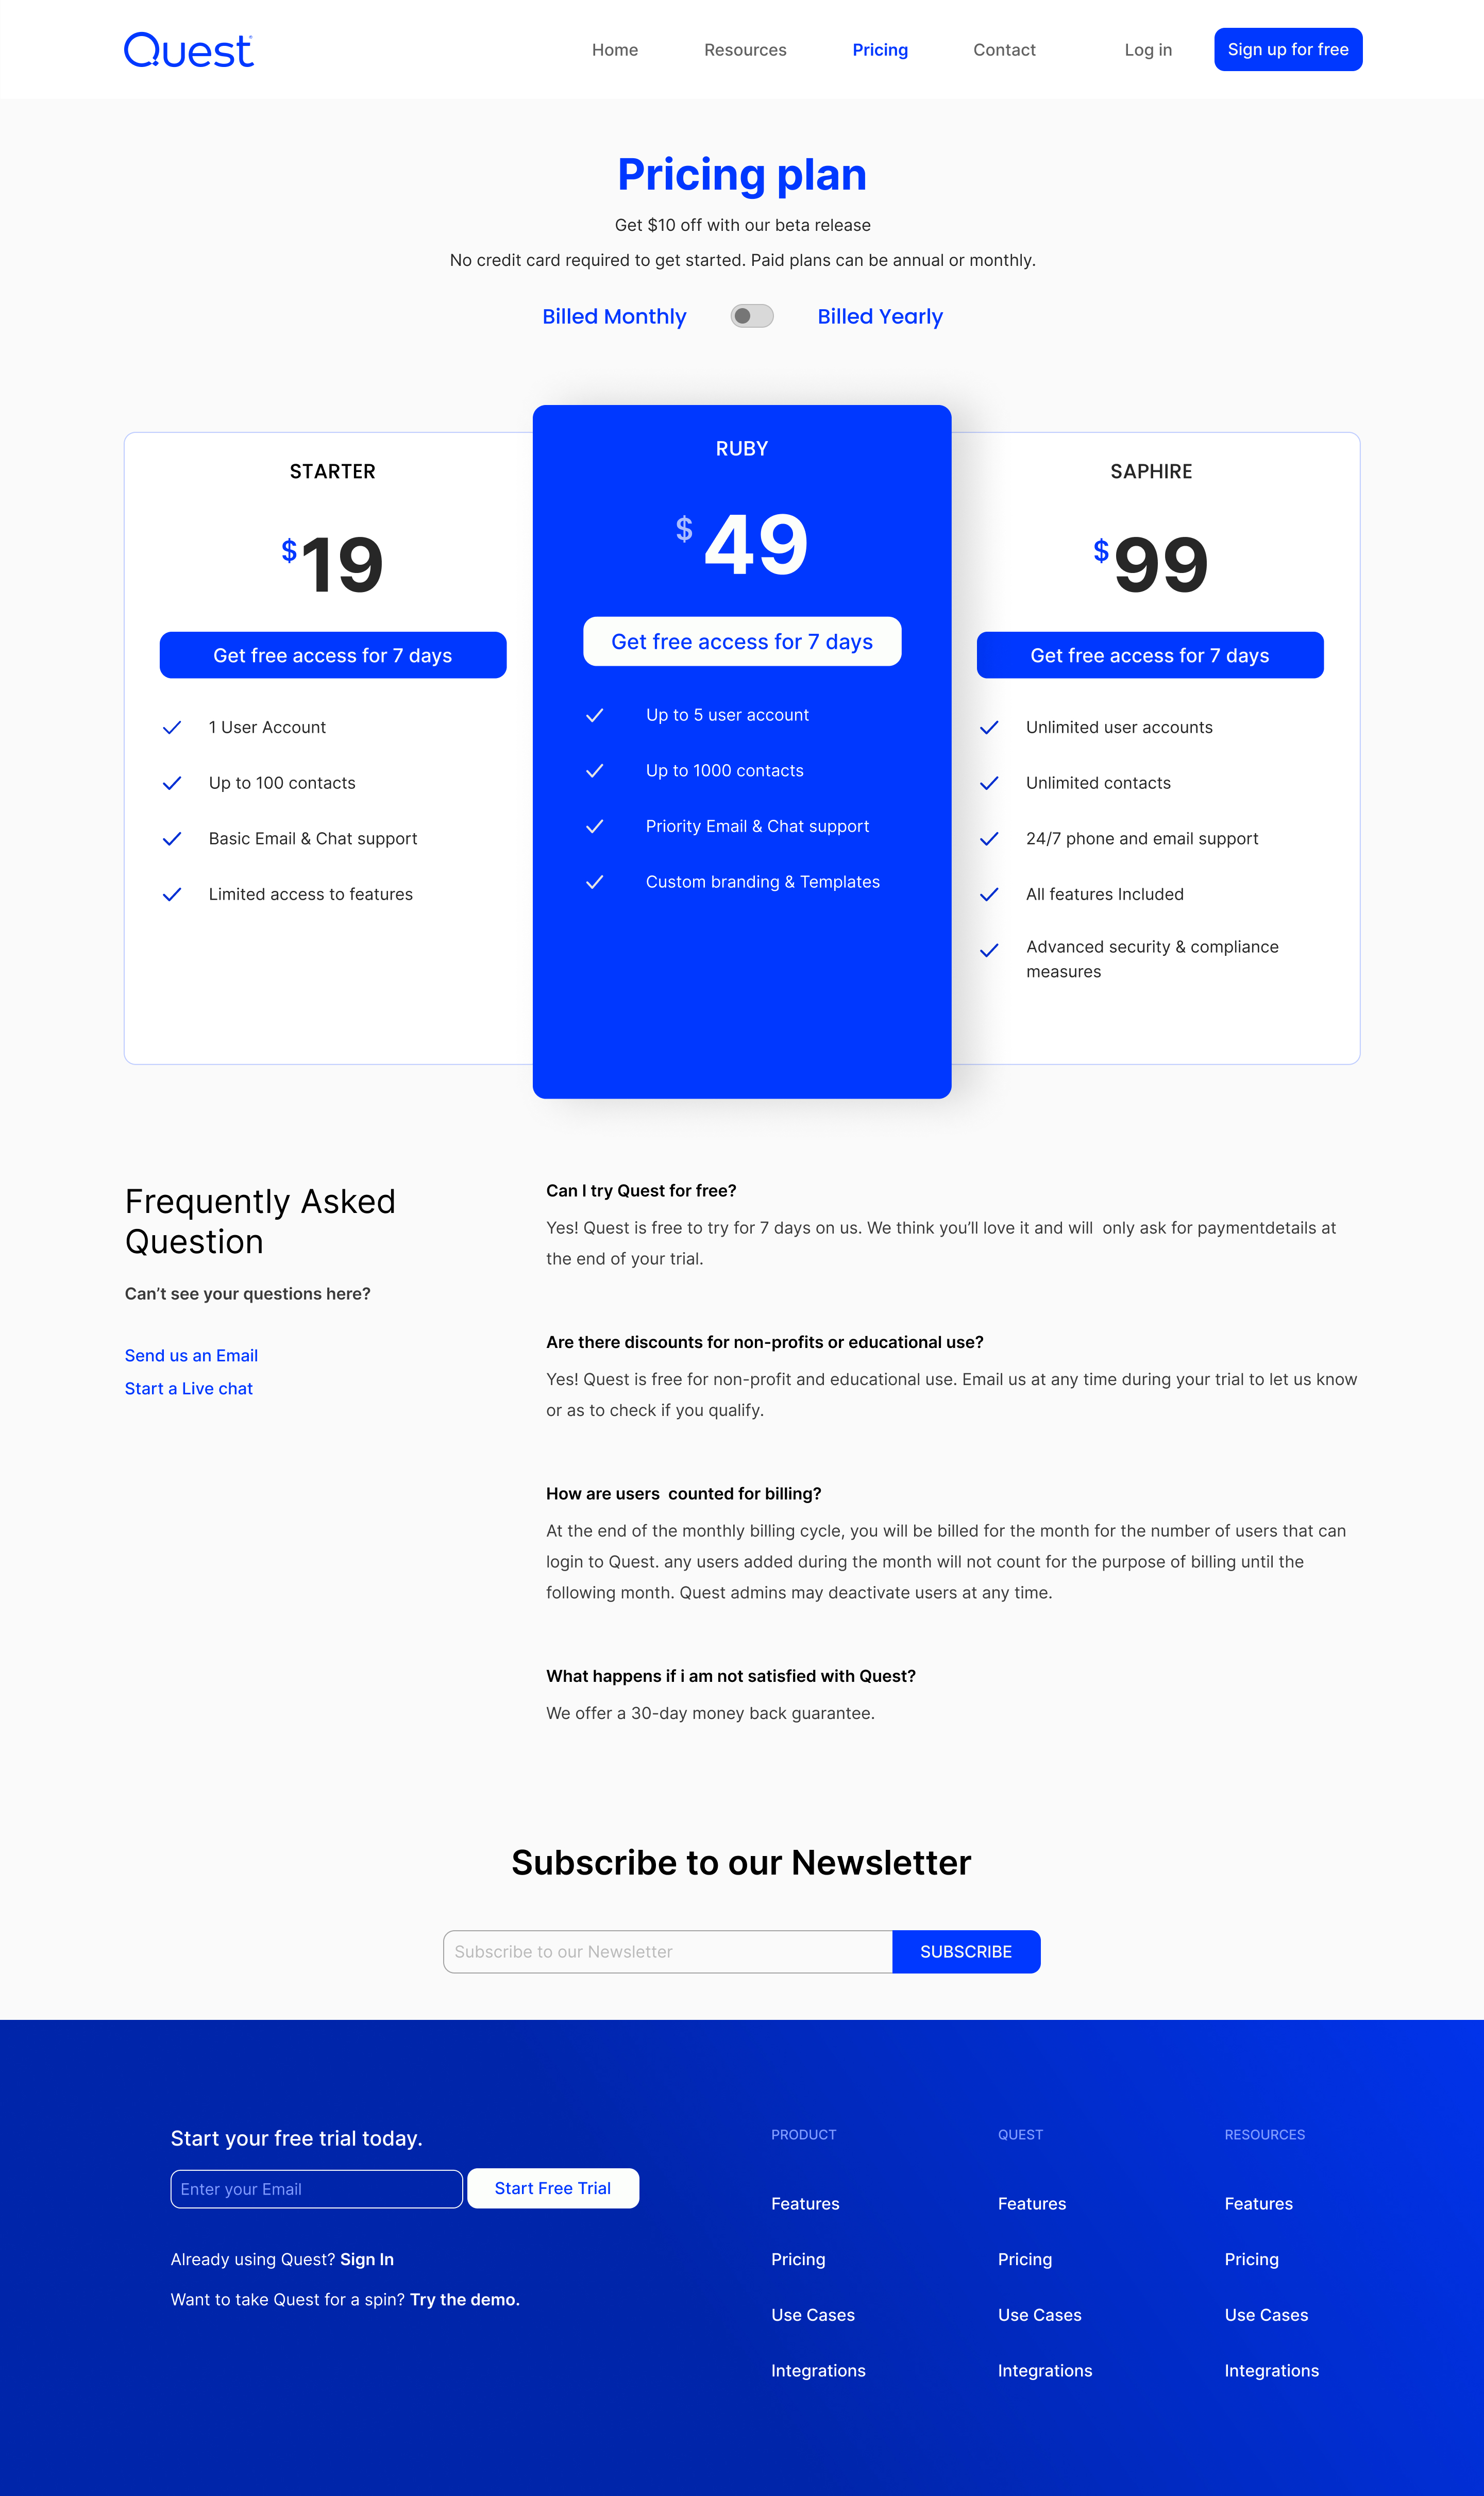 Quest
Home
Resources
Pricing
Contact
Log in
Sign up for free
Pricing plan
Get $10 off with our beta release
No credit card required to get started. Paid plans can be annual or monthly.
Billed Monthly
Billed Yearly
STARTER
$19
Get free access for 7 days
1 User Account
Up to 100 contacts
Basic Email & Chat support
Limited access to features
RUBY
$ 49
Get free access for 7 days
Up to 5 user account
Up to 1000 contacts
Priority Email & Chat support
Custom branding & Templates
SAPHIRE
$99
Get free access for 7 days
Unlimited user accounts
Unlimited contacts
24/7 phone and email support
All features Included
Advanced security & compliance
measures
Frequently Asked
Question
Can’t see your questions here?
Send us an Email
Start a Live chat
Can I try Quest for free?
Yes! Quest is free to try for 7 days on us. We think you’ll love it and will  only ask for paymentdetails at
the end of your trial.
Are there discounts for non-profits or educational use?
Yes! Quest is free for non-profit and educational use. Email us at any time during your trial to let us know
or as to check if you qualify.
How are users  counted for billing?
At the end of the monthly billing cycle, you will be billed for the month for the number of users that can
login to Quest. any users added during the month will not count for the purpose of billing until the
following month. Quest admins may deactivate users at any time.
What happens if i am not satisfied with Quest?
We offer a 30-day money back guarantee.
Subscribe to our Newsletter
Subscribe to our Newsletter
SUBSCRIBE
Start your free trial today.
Enter your Email
Start Free Trial
Already using Quest? Sign In
Want to take Quest for a spin? Try the demo.
PRODUCT
Features
Pricing
Use Cases
Integrations
QUEST
Features
Pricing
Use Cases
Integrations
RESOURCES
Features
Pricing
Use Cases
Integrations